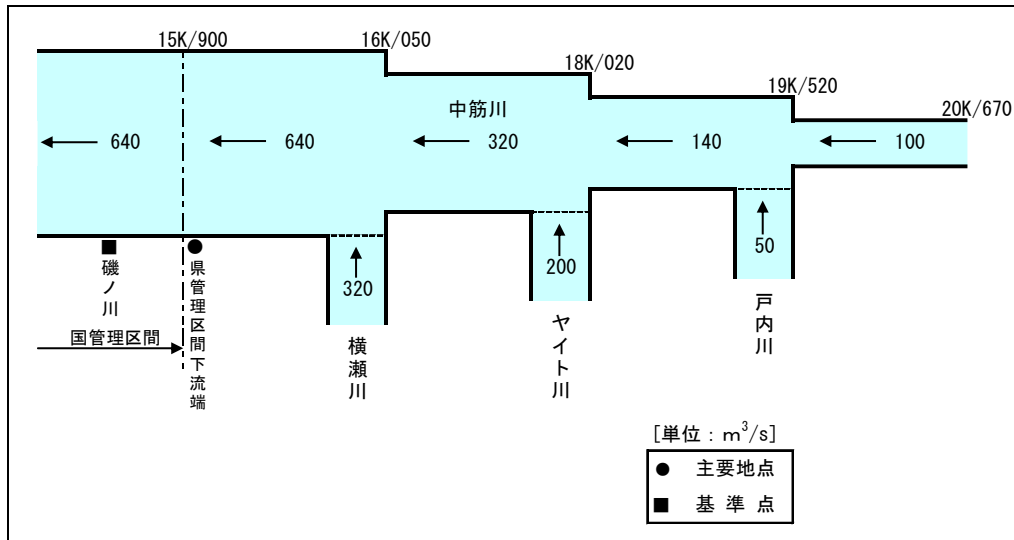 15K/900
16K/050
18K/020
19K/520
20K/670
中筋川
640
640
320
140
100
320
200
50
磯ノ川
県管理区間下流端
国管理区間
横瀬川
ヤイト川
戸内川
[単位：m³/s]
● 主要地点
■ 基準点